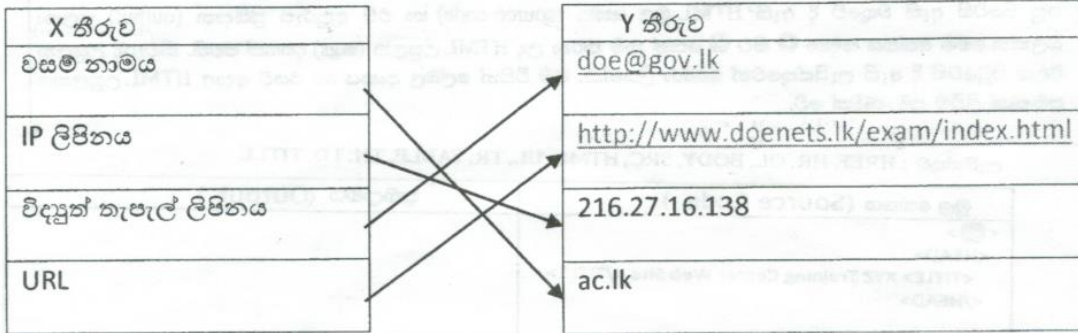 X තීරුව
වසම් නාමය
IP ලිපිනය
විද්‍යුත් තැපැල් ලිපිනය
URL
Y තීරුව
doe@gov.lk
http://www.doenets.lk/exam/index.html
216.27.16.138
ac.lk